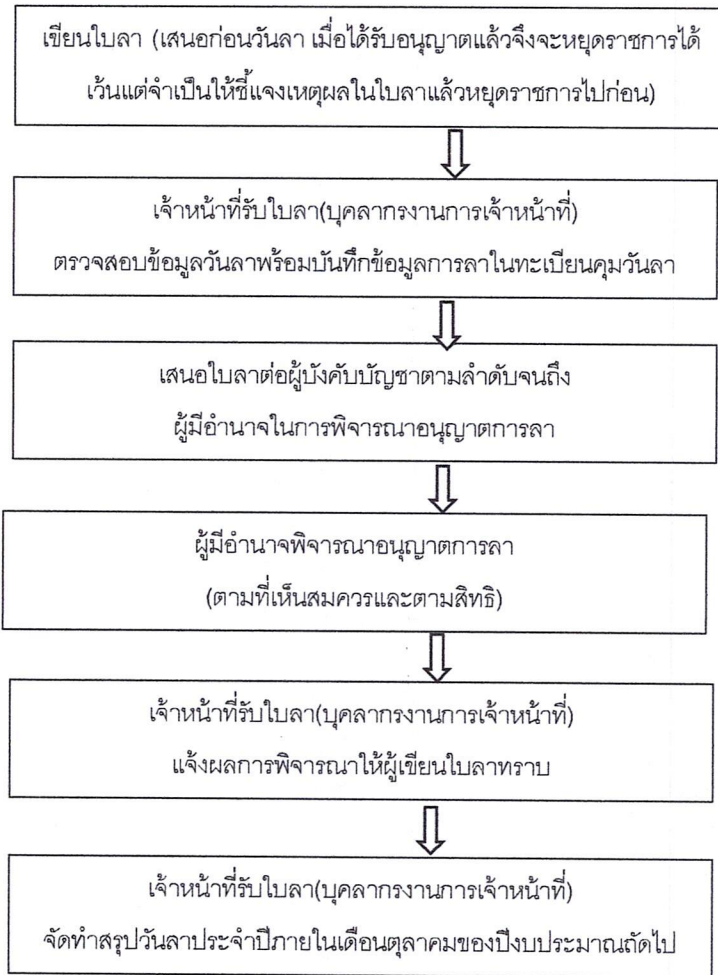 เขียนใบลา (เสนอก่อนวันลา เมื่อได้รับอนุญาตแล้วจึงจะหยุดราชการได้
เว้นแต่จำเป็นให้ชี้แจงเหตุผลในใบลาแล้วหยุดราชการไปก่อน)
เจ้าหน้าที่รับใบลา(บุคลากรงานการเจ้าหน้าที่)
ตรวจสอบข้อมูลวันลาพร้อมบันทึกข้อมูลการลาในทะเบียนคุมวันลา
เสนอใบลาต่อผู้บังคับบัญชาตามลำดับจนถึง
ผู้มีอำนาจในการพิจารณาอนุญาตการลา
ผู้มีอำนาจพิจารณาอนุญาตการลา
(ตามที่เห็นสมควรและตามสิทธิ)
เจ้าหน้าที่รับใบลา(บุคลากรงานการเจ้าหน้าที่)
แจ้งผลการพิจารณาให้ผู้เขียนใบลาทราบ
เจ้าหน้าที่รับใบลา(บุคลากรงานการเจ้าหน้าที่)
จัดทำสรุปวันลาประจำปีภายในเดือนตุลาคมของปีงบประมาณถัดไป